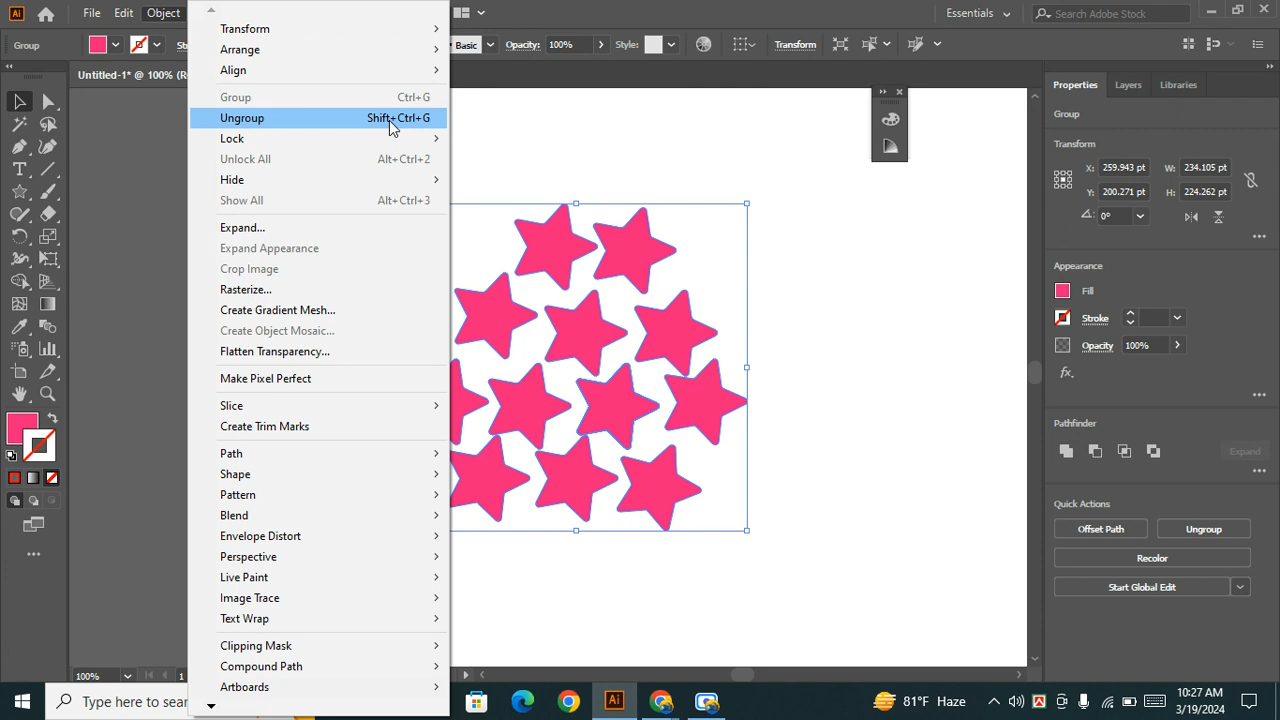 Ai
File
Edit
Object
Essentials
Search Adobe Stock
Group
Basic
Opacity:
100%
Style:
Transform
Untitled-1* @ 100%
Transform
Arrange
Align
Group Ctrl+G
Ungroup Shift+Ctrl+G
Lock
Unlock All Alt+Ctrl+2
Hide
Show All Alt+Ctrl+3
Expand...
Expand Appearance
Crop Image
Rasterize...
Create Gradient Mesh...
Create Object Mosaic...
Flatten Transparency...
Make Pixel Perfect
Slice
Create Trim Marks
Path
Shape
Pattern
Blend
Envelope Distort
Perspective
Live Paint
Image Trace
Text Wrap
Clipping Mask
Compound Path
Artboards
Properties
Layers
Libraries
Group
Transform
X: 259.943 pt W: 234.105 pt
Y: 200.271 pt H: 224.262 pt
0°
Appearance
Fill
Stroke
Opacity 100%
fx.
Pathfinder
Expand
Quick Actions
Offset Path
Ungroup
Recolor
Start Global Edit
100%
1
Type here to sear
Ai
81°F Haze
3/19/2024